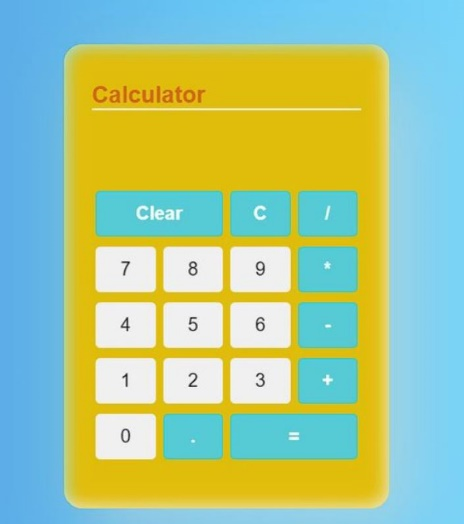 Calculator
Clear C /
7 8 9 *
4 5 6 -
1 2 3 +
0 . =